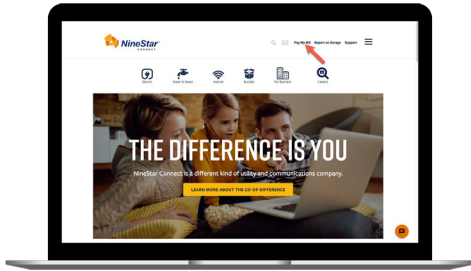 NineStar
CONNECT
Pay My Bill Report an Outage Support
Electric
Water & Sewer
Internet
Bundles
For Business
Careers
THE DIFFERENCE IS YOU
NineStar Connect is a different kind of utility and communications company.
LEARN MORE ABOUT THE CO-OP DIFFERENCE